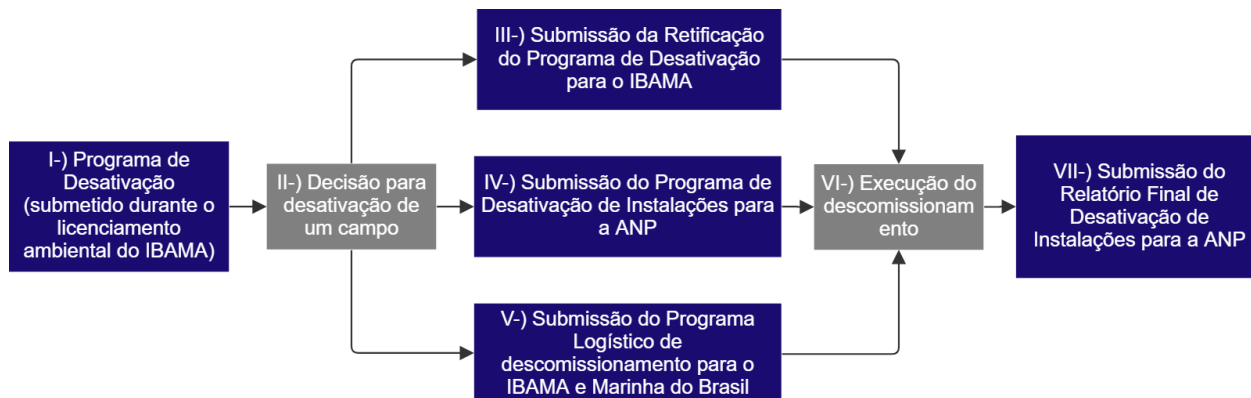 I-) Programa de
Desativação
(submetido durante o
licenciamento
ambiental do IBAMA)
II-) Decisão para
desativação de
um campo
III-) Submissão da Retificação
do Programa de Desativação
para o IBAMA
IV-) Submissão do Programa de
Desativação de Instalações para
a ANP
V-) Submissão do Programa
Logístico de
descomissionamento para o
IBAMA e Marinha do Brasil
VI-) Execução do
descomissionam
ento
VII-) Submissão do
Relatório Final de
Desativação de
Instalações para a ANP